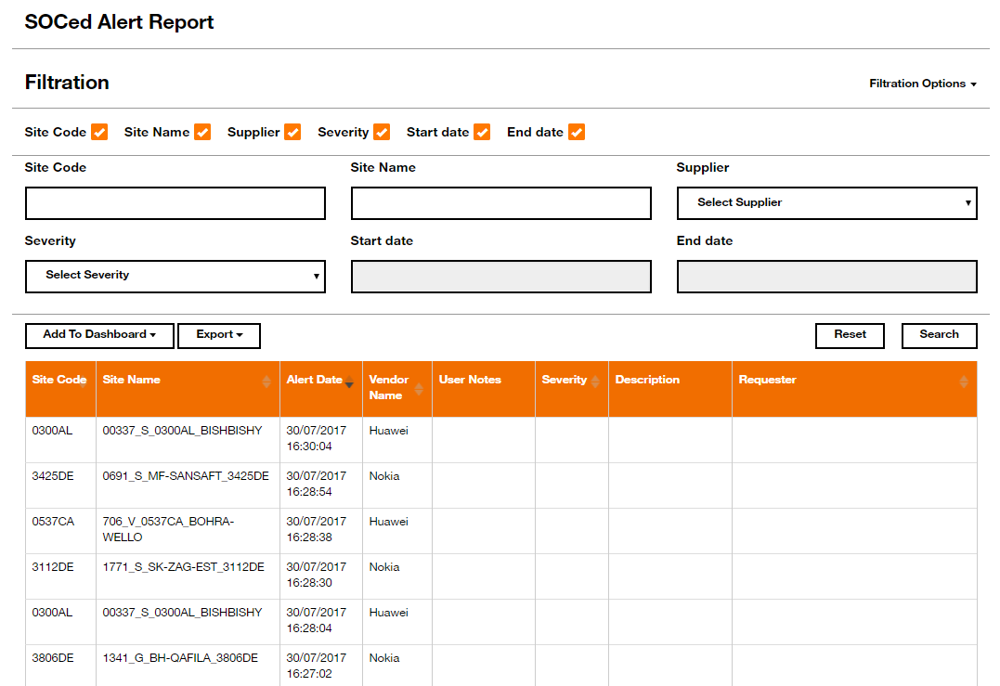 SOCed Alert Report
Filtration
Filtration Options
Site Code Site Name Supplier Severity Start date End date
Site Code Site Name Supplier
Select Supplier
Severity Start date End date
Select Severity
Add To Dashboard Export Reset Search
Site Code Site Name Alert Date Vendor User Notes Severity Description Requester
Name
0300AL 00337_S_0300AL_BISHBISHY 30/07/2017 Huawei
16:30:04
3425DE 0691_S_MF-SANSAFT_3425DE 30/07/2017 Nokia
16:28:54
0537CA 706_V_0537CA_BOHRA- 30/07/2017 Huawei
WELLO 16:28:38
3112DE 1771_S_SK-ZAG-EST_3112DE 30/07/2017 Nokia
16:28:30
0300AL 00337_S_0300AL_BISHBISHY 30/07/2017 Huawei
16:28:04
3806DE 1341_G_BH-QAFILA_3806DE 30/07/2017 Nokia
16:27:02